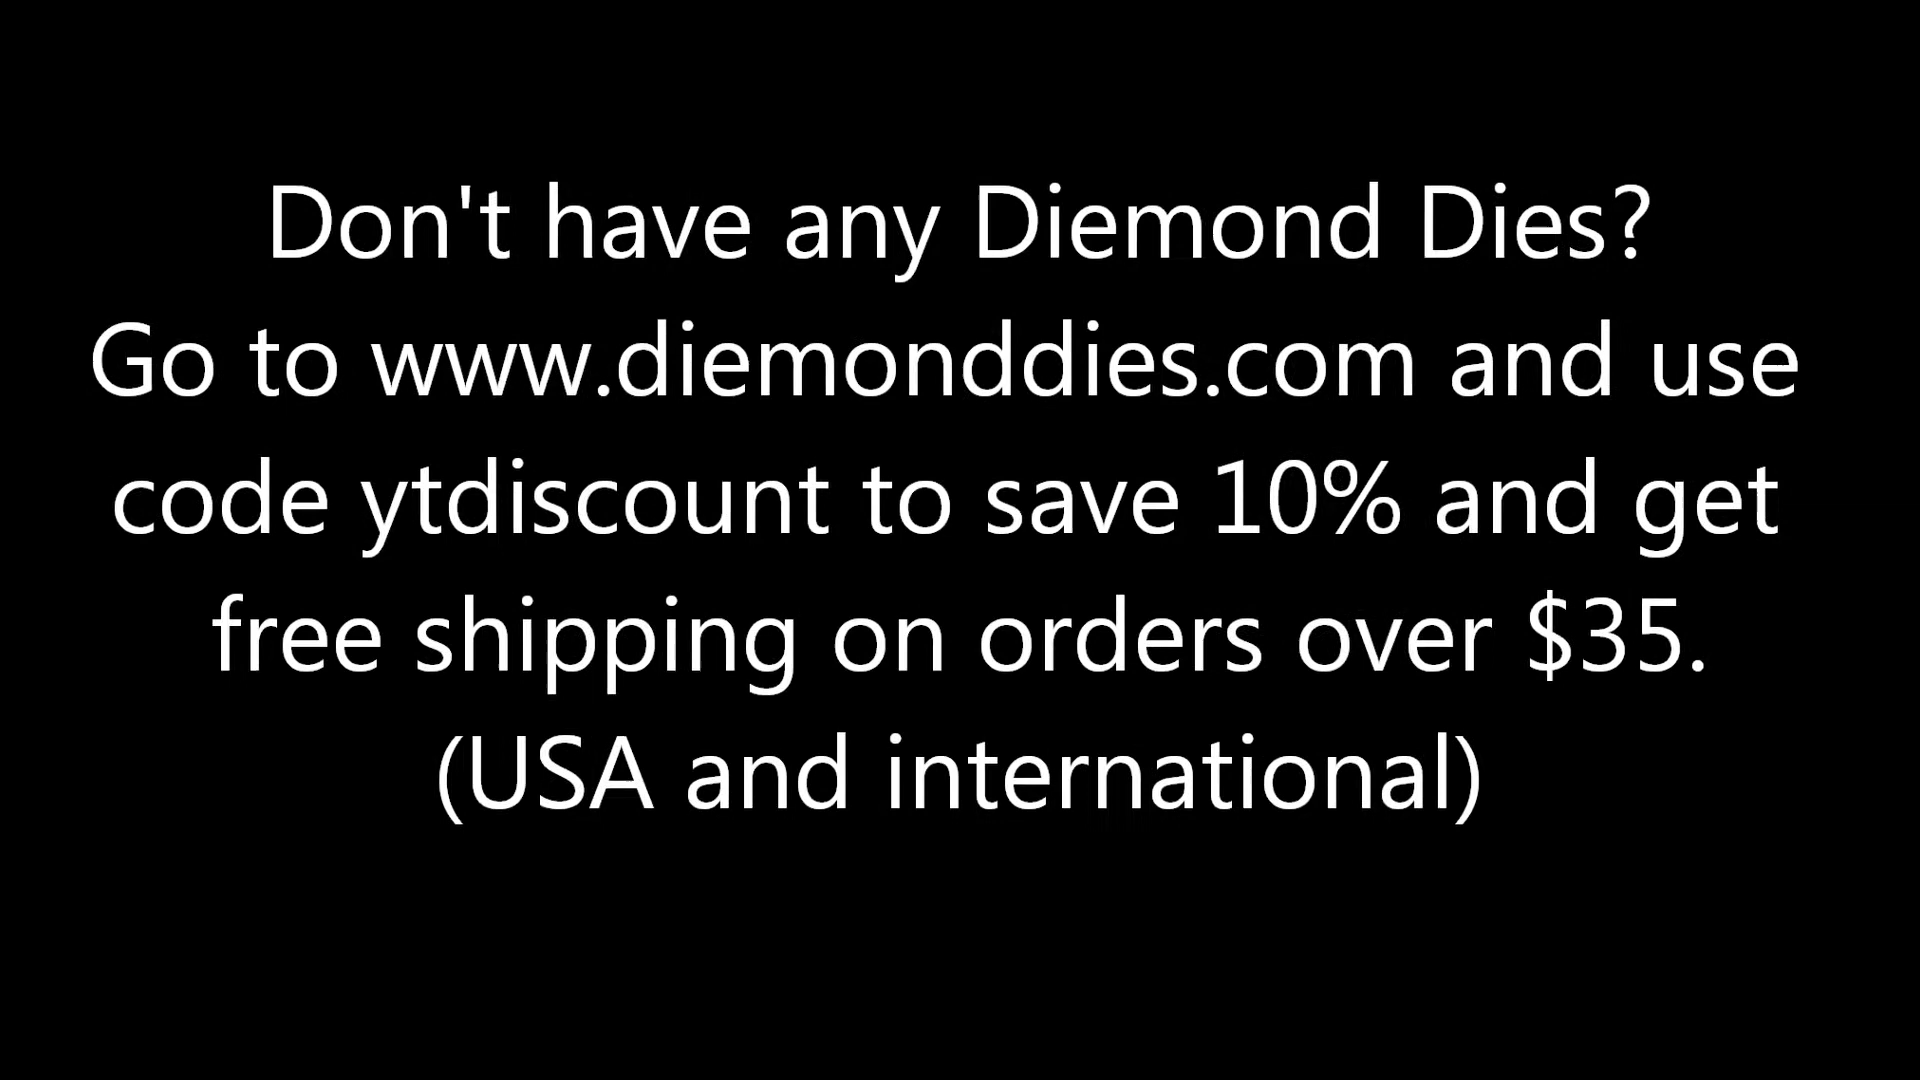 Don't have any Diemond Dies?
Go to www.diemonddies.com and use
code ytdiscount to save 10% and get
free shipping on orders over $35.
(USA and international)